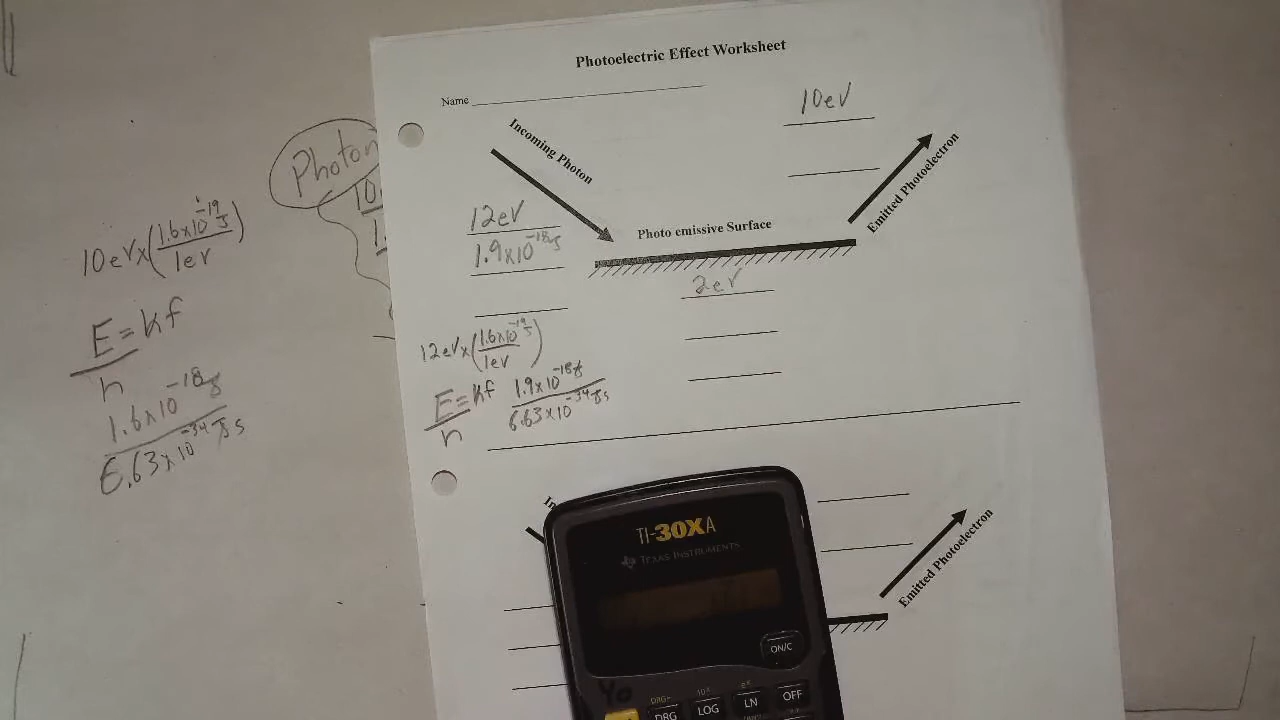 Photoelectric Effect Worksheet
Name
10eV
Incoming Photon
Photon
10
12eV
1.9x10^-18 J
Photo emissive Surface
Emitted Photoelectron
2eV
10eV x (1.6x10^-19 J / 1eV)
E=hf
h
1.6x10^-18 J
6.63x10^-34 Js
12eV x (1.6x10^-19 J / 1eV)
E=hf
h
1.9x10^-18 J
6.63x10^-34 Js
Emitted Photoelectron
TI-30XA
TEXAS INSTRUMENTS
ON/C
DRG
LOG
LN
OFF